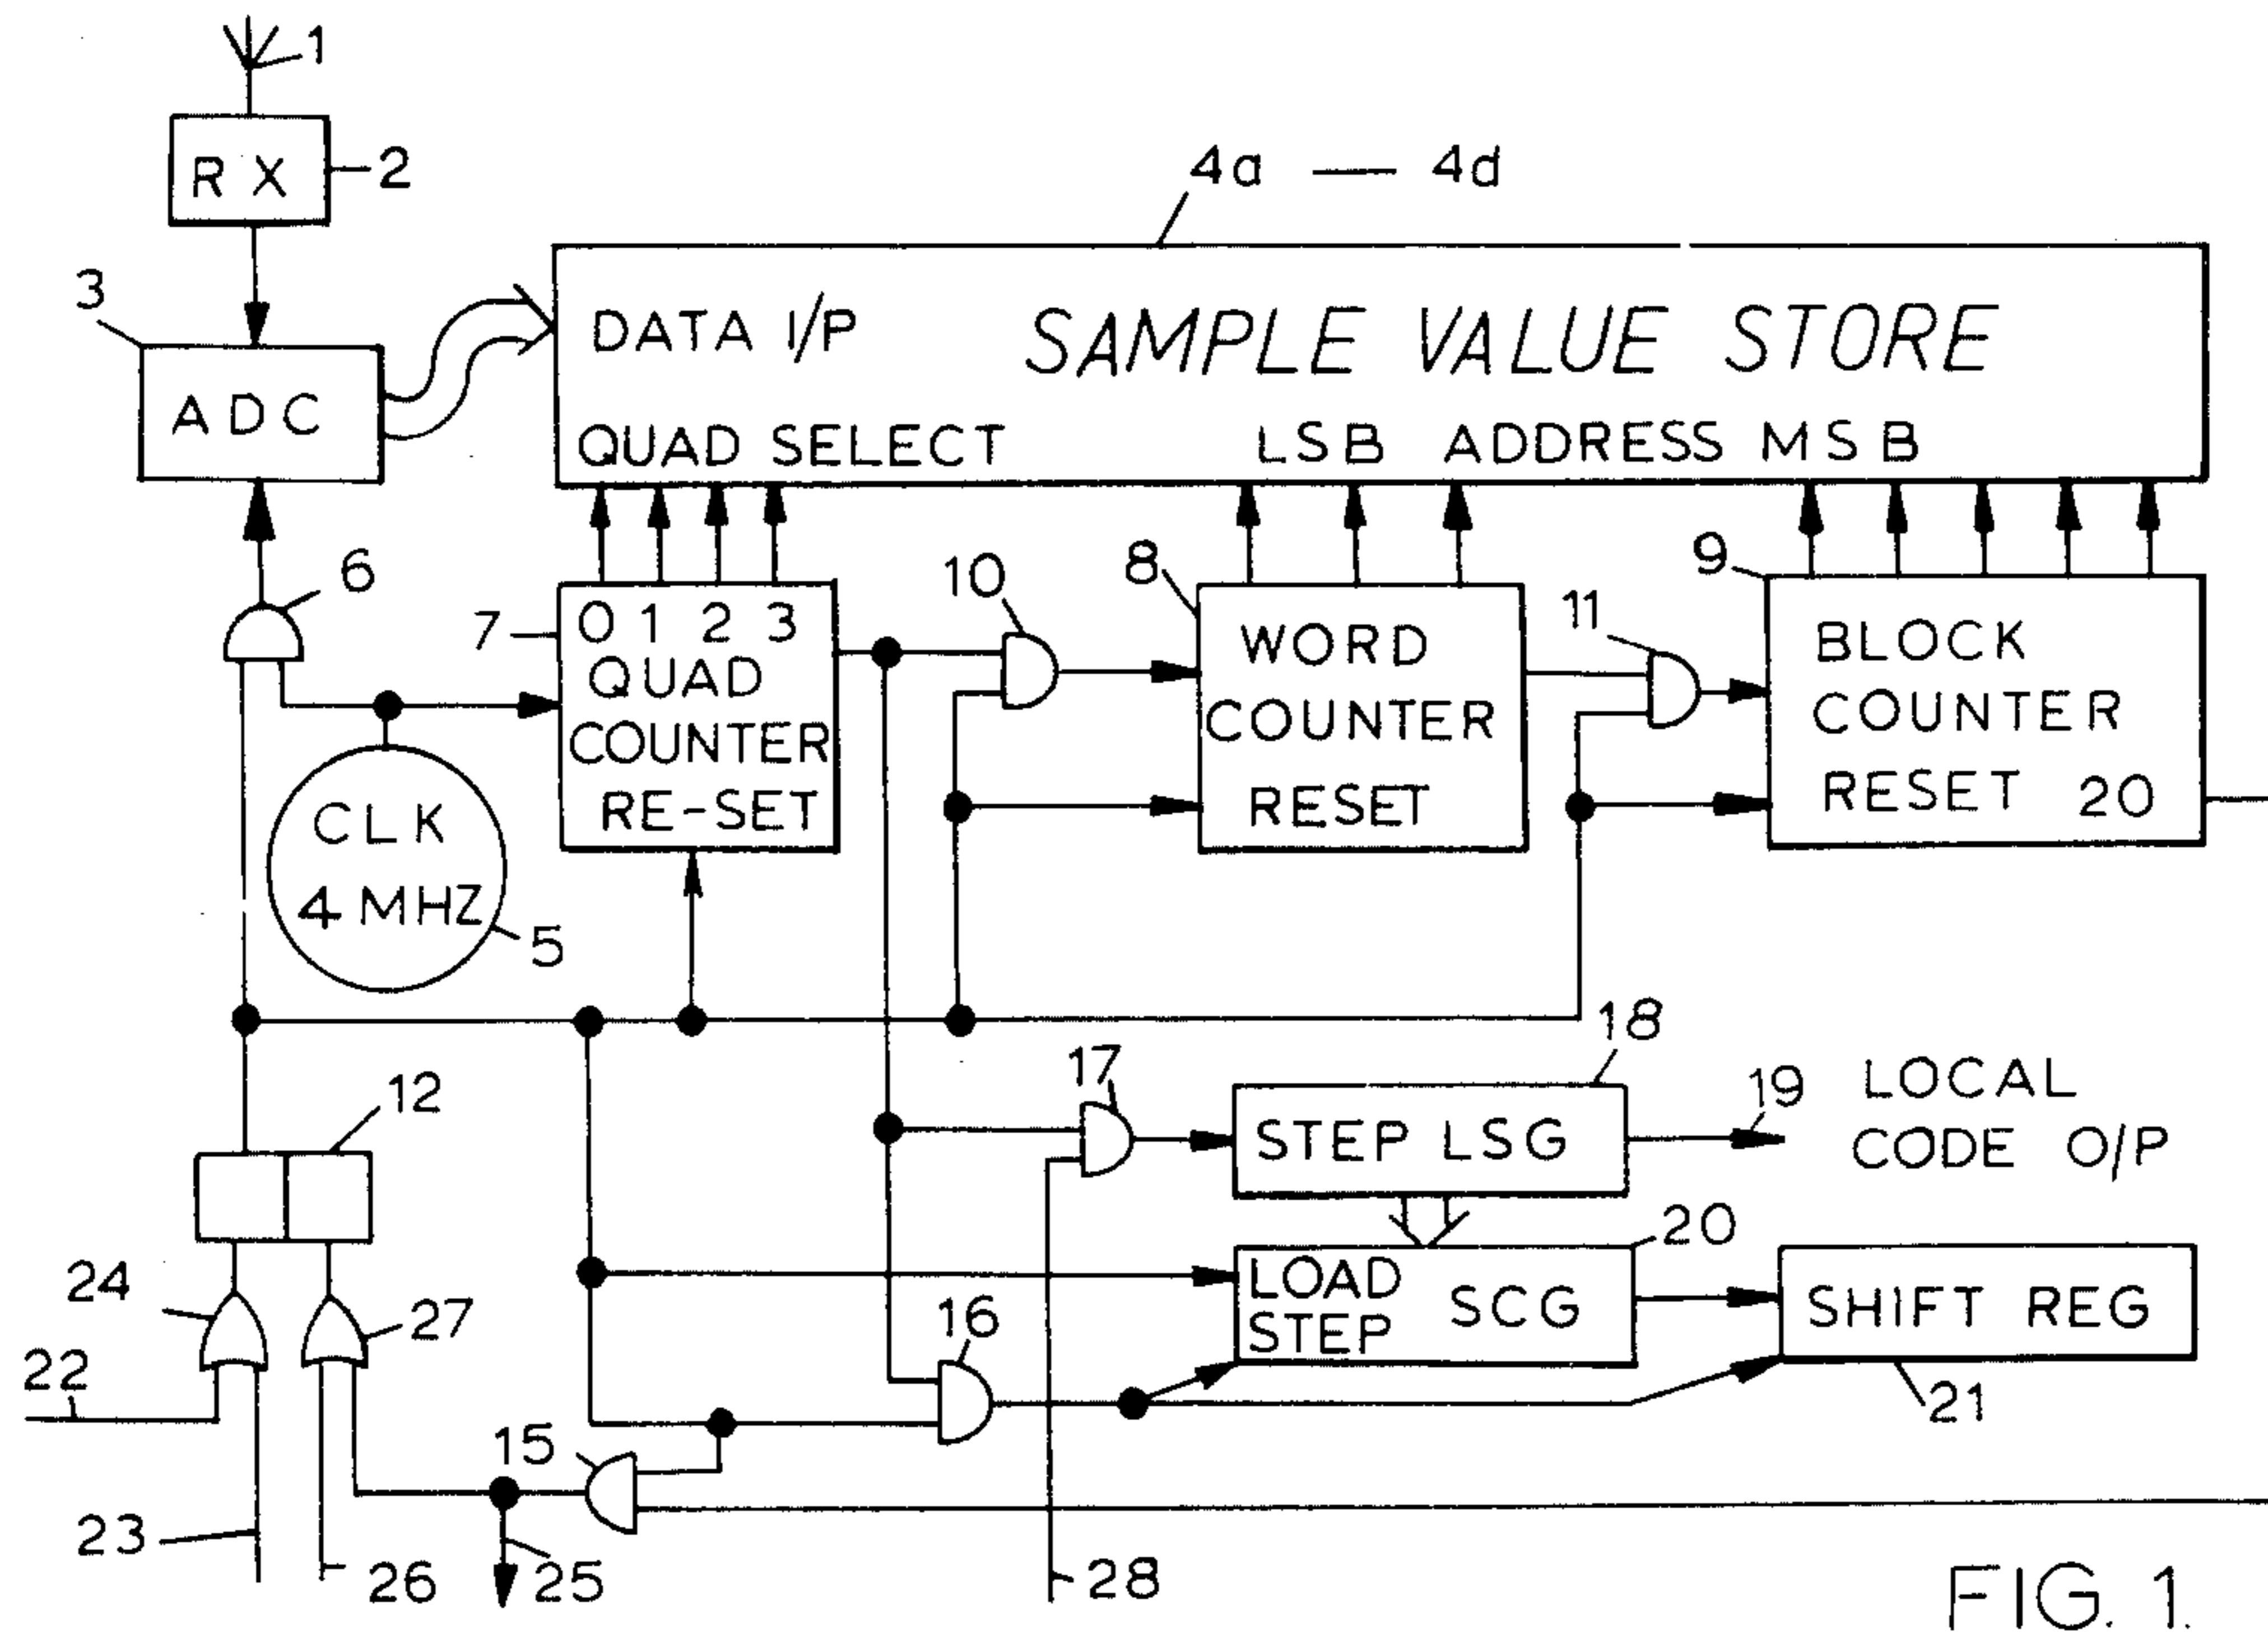 1
RX
2
4a — 4d
3
DATA I/P
SAMPLE VALUE STORE
ADC
QUAD SELECT
LSB ADDRESS MSB
6
10
8
9
7
0 1 2 3
QUAD
COUNTER
RE-SET
11
WORD
COUNTER
RESET
BLOCK
COUNTER
RESET 20
CLK
4 MHZ
5
18
12
17
19
LOCAL
CODE O/P
STEP LSG
20
24
27
16
LOAD
STEP
SCG
SHIFT REG
22
15
21
23
26
25
28
FIG. 1.